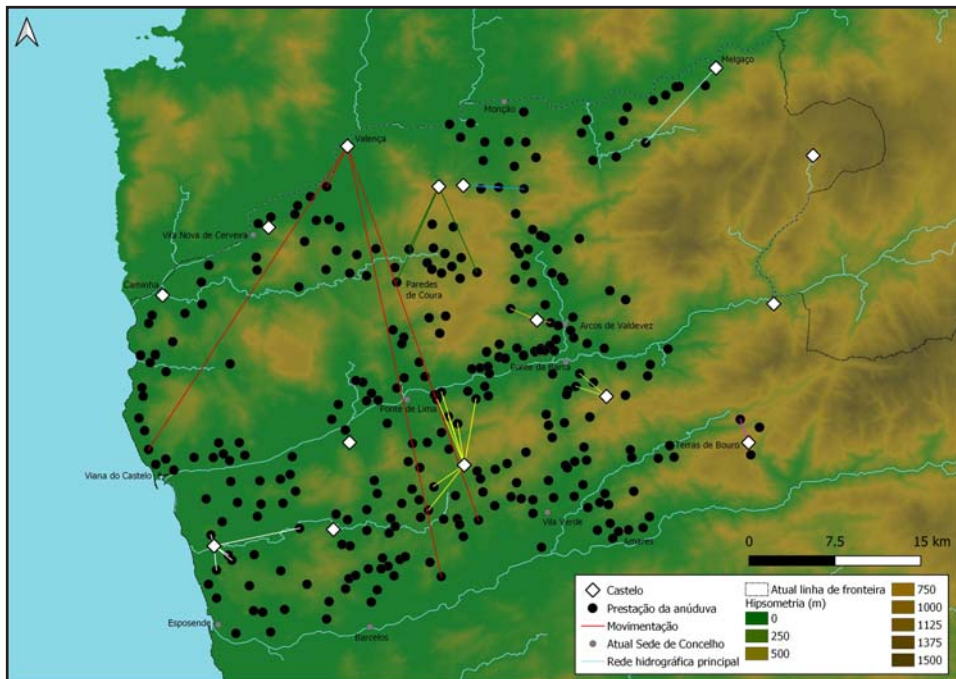 Melgaço
Monção
Valença
Vila Nova de Cerveira
Caminha
Paredes
de Coura
Arcos de Valdevez
Ponte da Barca
Ponte de Lima
Terras de Bouro
Viana do Castelo
Vila Verde
Amares
Esposende
Barcelos
0 7.5 15 km
Castelo
Prestação da anúduva
Movimentação
Atual Sede de Concelho
Rede hidrográfica principal
Atual linha de fronteira
Hipsometria (m)
0
250
500
750
1000
1125
1375
1500